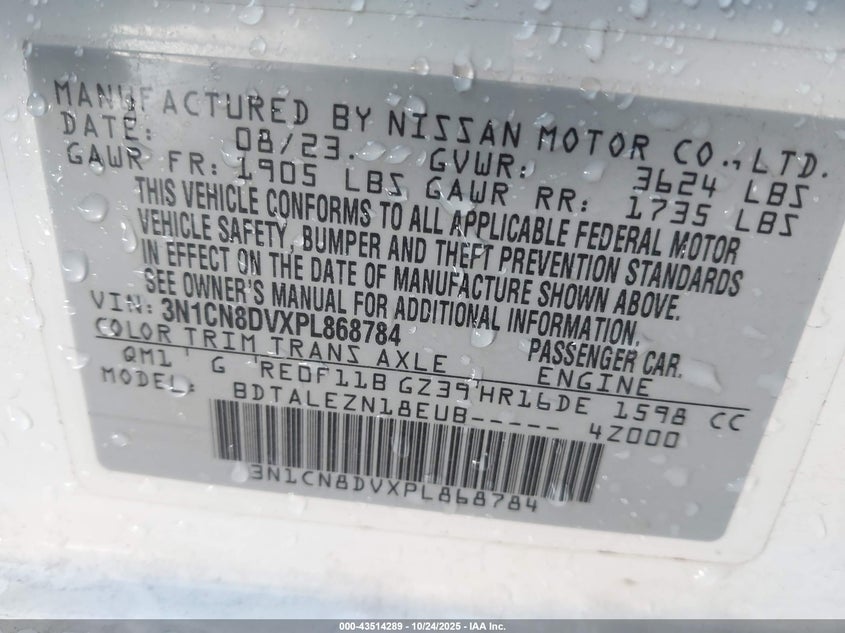 MANUFACTURED BY NISSAN MOTOR CO., LTD.
DATE: 08/23. GVWR: 3624 LBS
GAWR FR: 1905 LBS GAWR RR: 1735 LBS
THIS VEHICLE CONFORMS TO ALL APPLICABLE FEDERAL MOTOR
VEHICLE SAFETY, BUMPER AND THEFT PREVENTION STANDARDS
IN EFFECT ON THE DATE OF MANUFACTURE SHOWN ABOVE.
SEE OWNER'S MANUAL FOR ADDITIONAL INFORMATION.
VIN: 3N1CN8DVXPL868784 PASSENGER CAR.
COLOR TRIM TRANS AXLE ENGINE
QM1 G RE0F11B GZ39 HR16DE 1598 CC
MODEL: BDTALEZN18EUB----- 4Z000
3N1CN8DVXPL868784
000-43514289 - 10/24/2025 - IAA Inc.